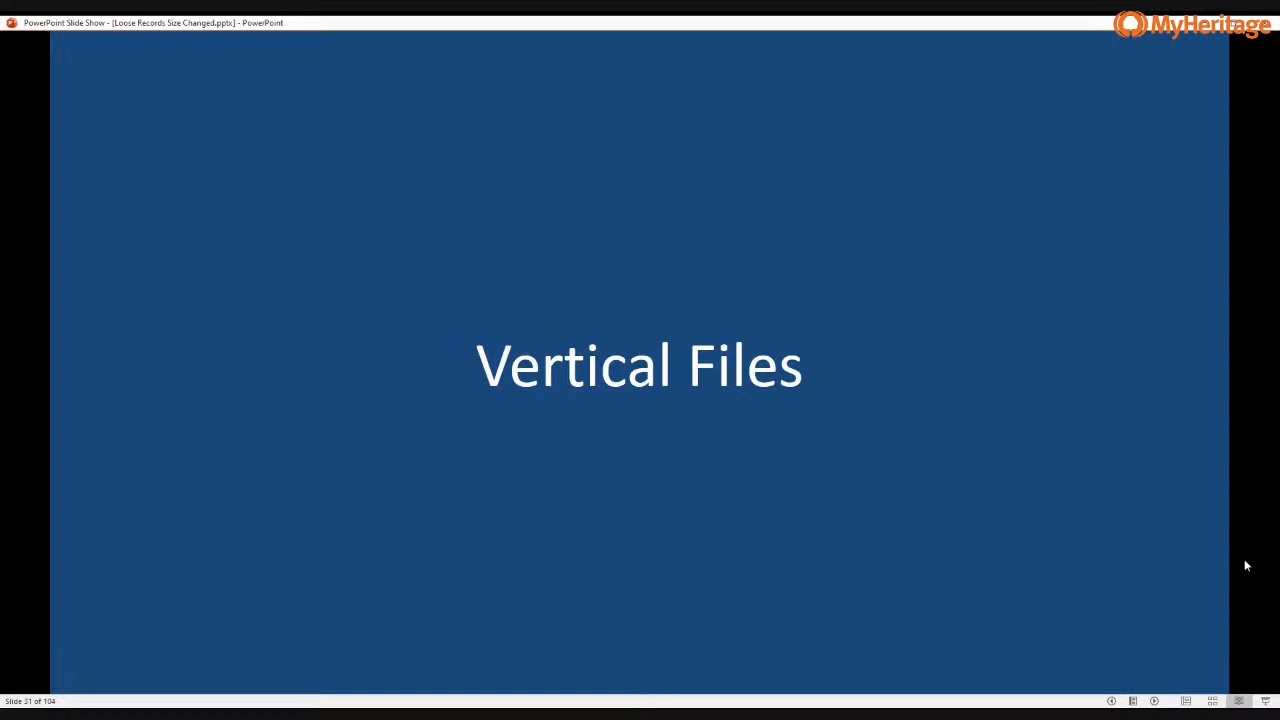 PowerPoint Slide Show - [Loose Records Size Changed.pptx] - PowerPoint
MyHeritage
Vertical Files
Slide 31 of 104